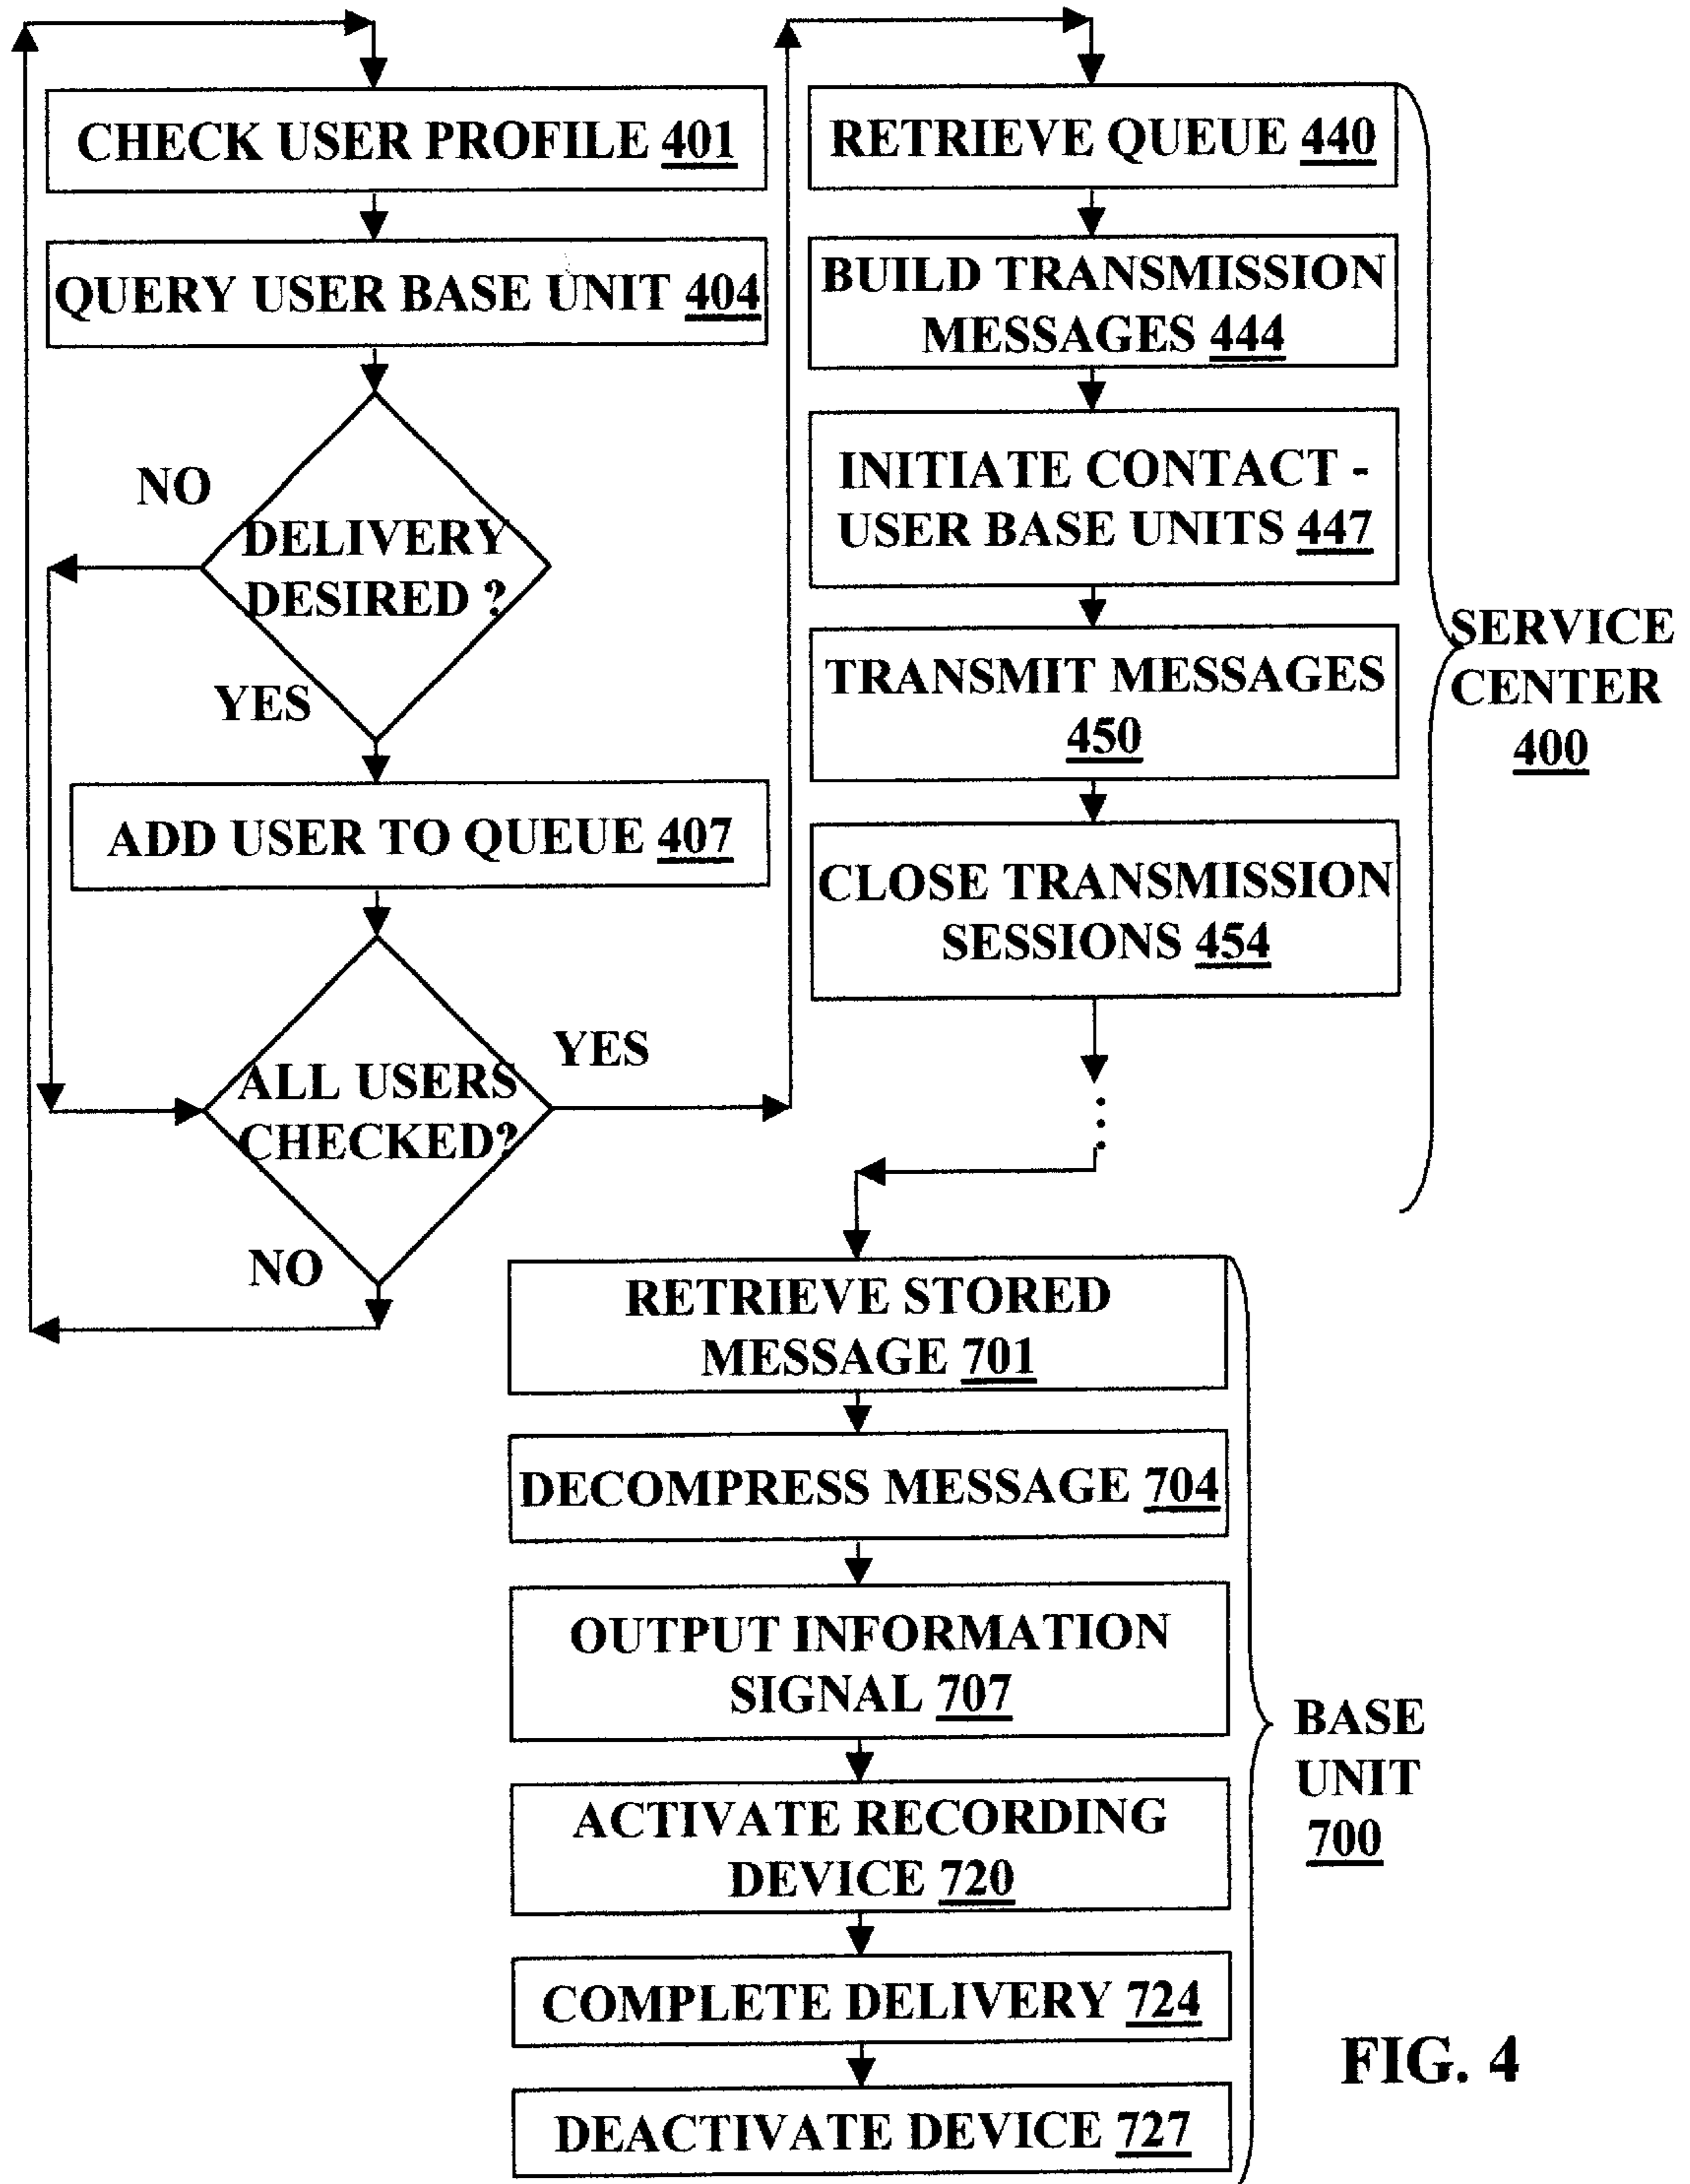 CHECK USER PROFILE 401
QUERY USER BASE UNIT 404
NO
DELIVERY
DESIRED ?
YES
ADD USER TO QUEUE 407
ALL USERS
CHECKED?
YES
NO
RETRIEVE QUEUE 440
BUILD TRANSMISSION
MESSAGES 444
INITIATE CONTACT -
USER BASE UNITS 447
TRANSMIT MESSAGES
450
CLOSE TRANSMISSION
SESSIONS 454
SERVICE
CENTER
400
RETRIEVE STORED
MESSAGE 701
DECOMPRESS MESSAGE 704
OUTPUT INFORMATION
SIGNAL 707
ACTIVATE RECORDING
DEVICE 720
COMPLETE DELIVERY 724
DEACTIVATE DEVICE 727
BASE
UNIT
700
FIG. 4